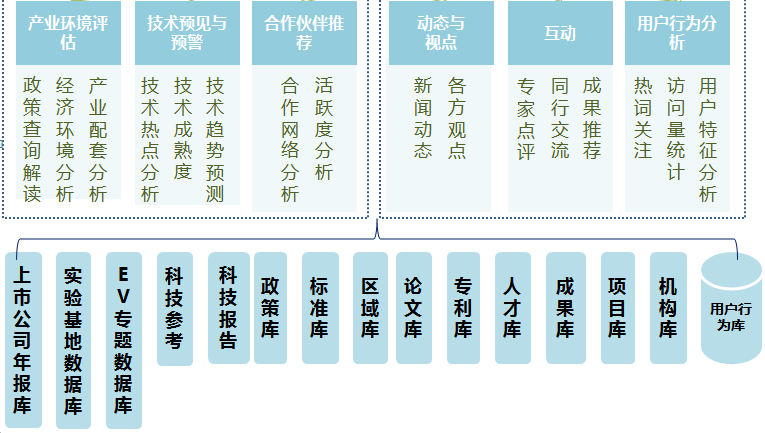 产业环境评
估
技术预见与
预警
合作伙伴推
荐
动态与
视点
互动
用户行为分
析
政策查询解读
经济环境分析
产业配套分析
技术热点分析
技术成熟度
技术趋势预测
合作网络分析
活跃度分析
新闻动态
各方观点
专家点评
同行交流
成果推荐
热词关注
访问量统计
用户特征分析
上市公司年报库
实验基地数据库
EV专题数据库
科技参考
科技报告
政策库
标准库
区域库
论文库
专利库
人才库
成果库
项目库
机构库
用户行
为库